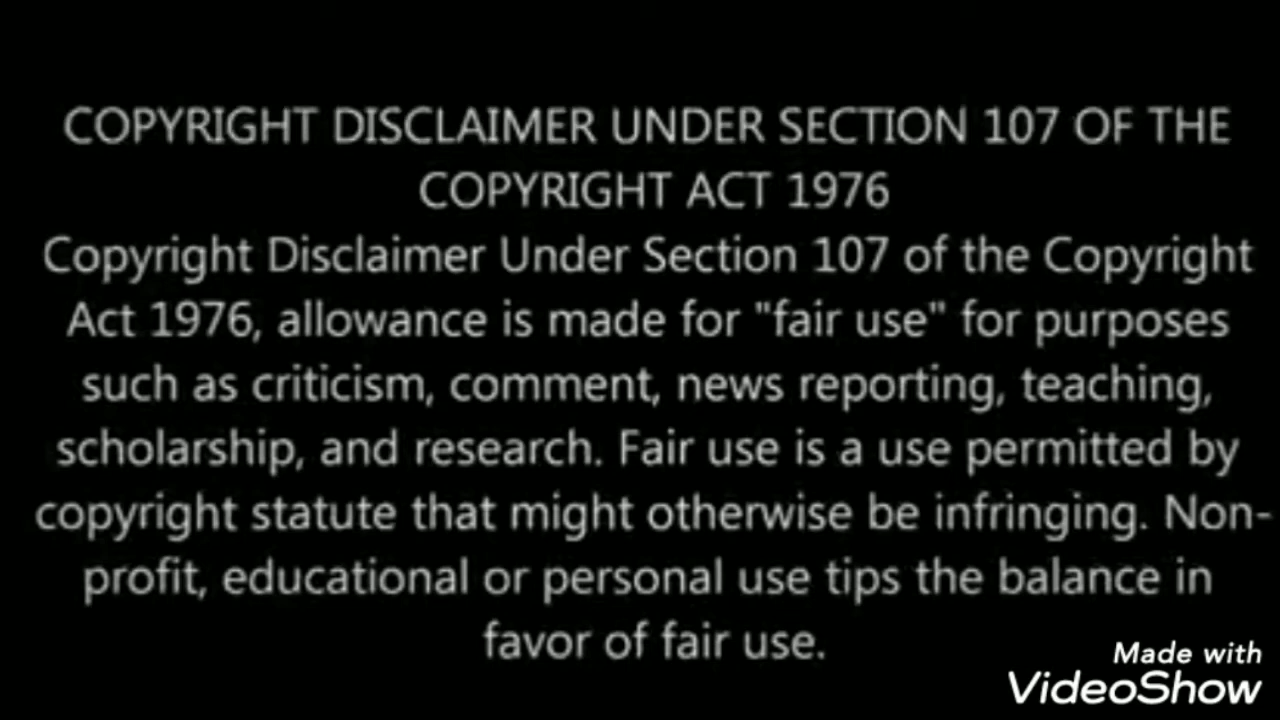 COPYRIGHT DISCLAIMER UNDER SECTION 107 OF THE
COPYRIGHT ACT 1976
Copyright Disclaimer Under Section 107 of the Copyright
Act 1976, allowance is made for "fair use" for purposes
such as criticism, comment, news reporting, teaching,
scholarship, and research. Fair use is a use permitted by
copyright statute that might otherwise be infringing. Non-
profit, educational or personal use tips the balance in
favor of fair use.
Made with
VideoShow